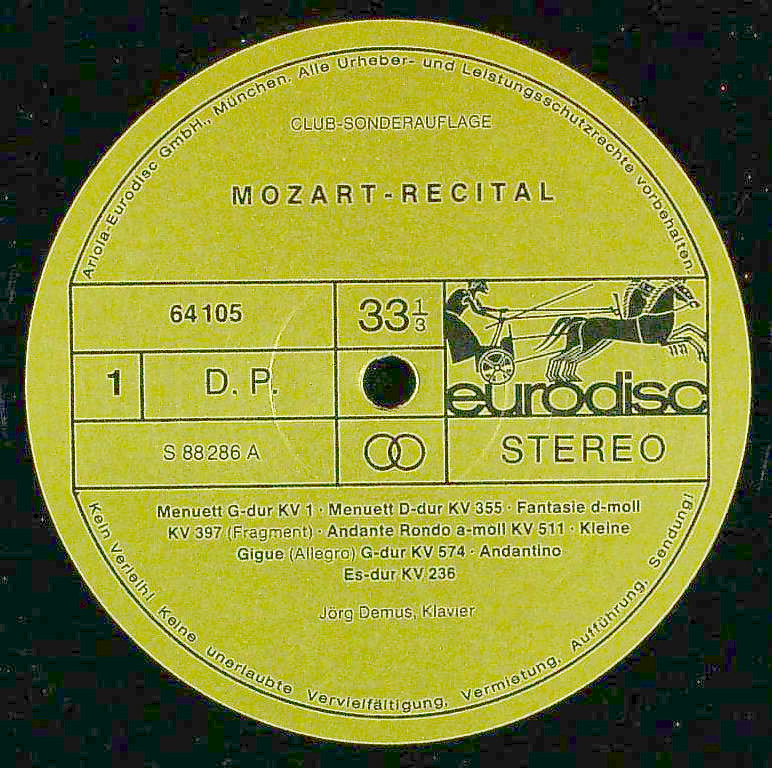 Ariola-Eurodisc GmbH., München. Alle Urheber- und Leistungsschutzrechte vorbehalten.
CLUB-SONDERAUFLAGE
MOZART-RECITAL
64105
33 1/3
1
D. P.
eurodisc
S 88286 A
STEREO
Menuett G-dur KV 1 · Menuett D-dur KV 355 · Fantasie d-moll
KV 397 (Fragment) · Andante Rondo a-moll KV 511 · Kleine
Gigue (Allegro) G-dur KV 574 · Andantino
Es-dur KV 236
Jörg Demus, Klavier
Kein Verleih! Keine unerlaubte Vervielfältigung, Vermietung, Aufführung, Sendung!